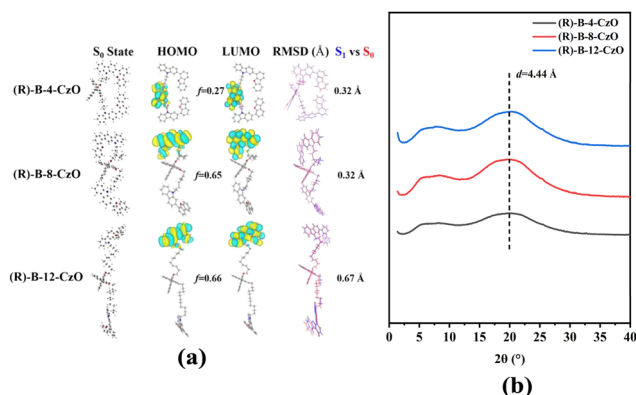 (a)
S₀ State HOMO LUMO RMSD (Å) S₁ vs S₀
(R)-B-4-CzO f=0.27 0.32 Å
(R)-B-8-CzO f=0.65 0.32 Å
(R)-B-12-CzO f=0.66 0.67 Å
(a)
(R)-B-4-CzO
(R)-B-8-CzO
(R)-B-12-CzO
d=4.44 Å
0 5 10 15 20 25 30 35 40
2θ (°)
(b)